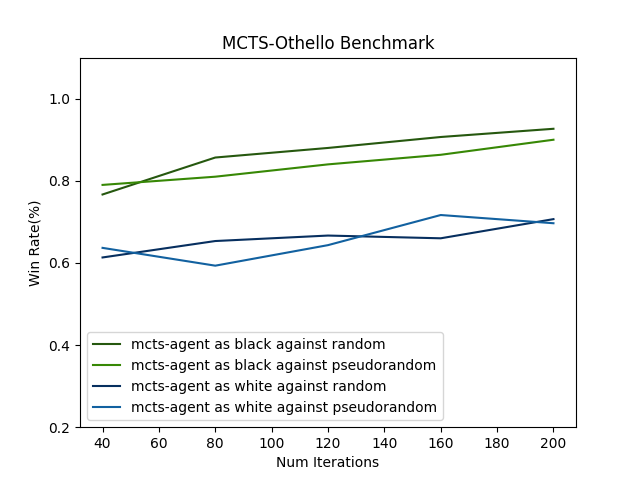 MCTS-Othello Benchmark
Win Rate(%)
1.0
0.8
0.6
0.4
0.2
mcts-agent as black against random
mcts-agent as black against pseudorandom
mcts-agent as white against random
mcts-agent as white against pseudorandom
40 60 80 100 120 140 160 180 200
Num Iterations